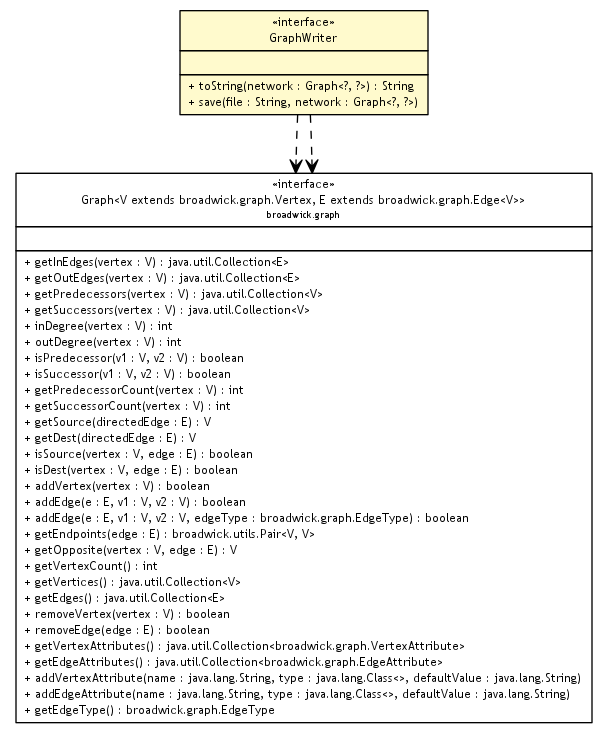 «interface»
GraphWriter
+ toString(network : Graph<?, ?>) : String
+ save(file : String, network : Graph<?, ?>)
«interface»
Graph<V extends broadwick.graph.Vertex, E extends broadwick.graph.Edge<V>>
broadwick.graph
+ getInEdges(vertex : V) : java.util.Collection<E>
+ getOutEdges(vertex : V) : java.util.Collection<E>
+ getPredecessors(vertex : V) : java.util.Collection<V>
+ getSuccessors(vertex : V) : java.util.Collection<V>
+ inDegree(vertex : V) : int
+ outDegree(vertex : V) : int
+ isPredecessor(v1 : V, v2 : V) : boolean
+ isSuccessor(v1 : V, v2 : V) : boolean
+ getPredecessorCount(vertex : V) : int
+ getSuccessorCount(vertex : V) : int
+ getSource(directedEdge : E) : V
+ getDest(directedEdge : E) : V
+ isSource(vertex : V, edge : E) : boolean
+ isDest(vertex : V, edge : E) : boolean
+ addVertex(vertex : V) : boolean
+ addEdge(e : E, v1 : V, v2 : V) : boolean
+ addEdge(e : E, v1 : V, v2 : V, edgeType : broadwick.graph.EdgeType) : boolean
+ getEndpoints(edge : E) : broadwick.utils.Pair<V, V>
+ getOpposite(vertex : V, edge : E) : V
+ getVertexCount() : int
+ getVertices() : java.util.Collection<V>
+ getEdges() : java.util.Collection<E>
+ removeVertex(vertex : V) : boolean
+ removeEdge(edge : E) : boolean
+ getVertexAttributes() : java.util.Collection<broadwick.graph.VertexAttribute>
+ getEdgeAttributes() : java.util.Collection<broadwick.graph.EdgeAttribute>
+ addVertexAttribute(name : java.lang.String, type : java.lang.Class<>, defaultValue : java.lang.String)
+ addEdgeAttribute(name : java.lang.String, type : java.lang.Class<>, defaultValue : java.lang.String)
+ getEdgeType() : broadwick.graph.EdgeType